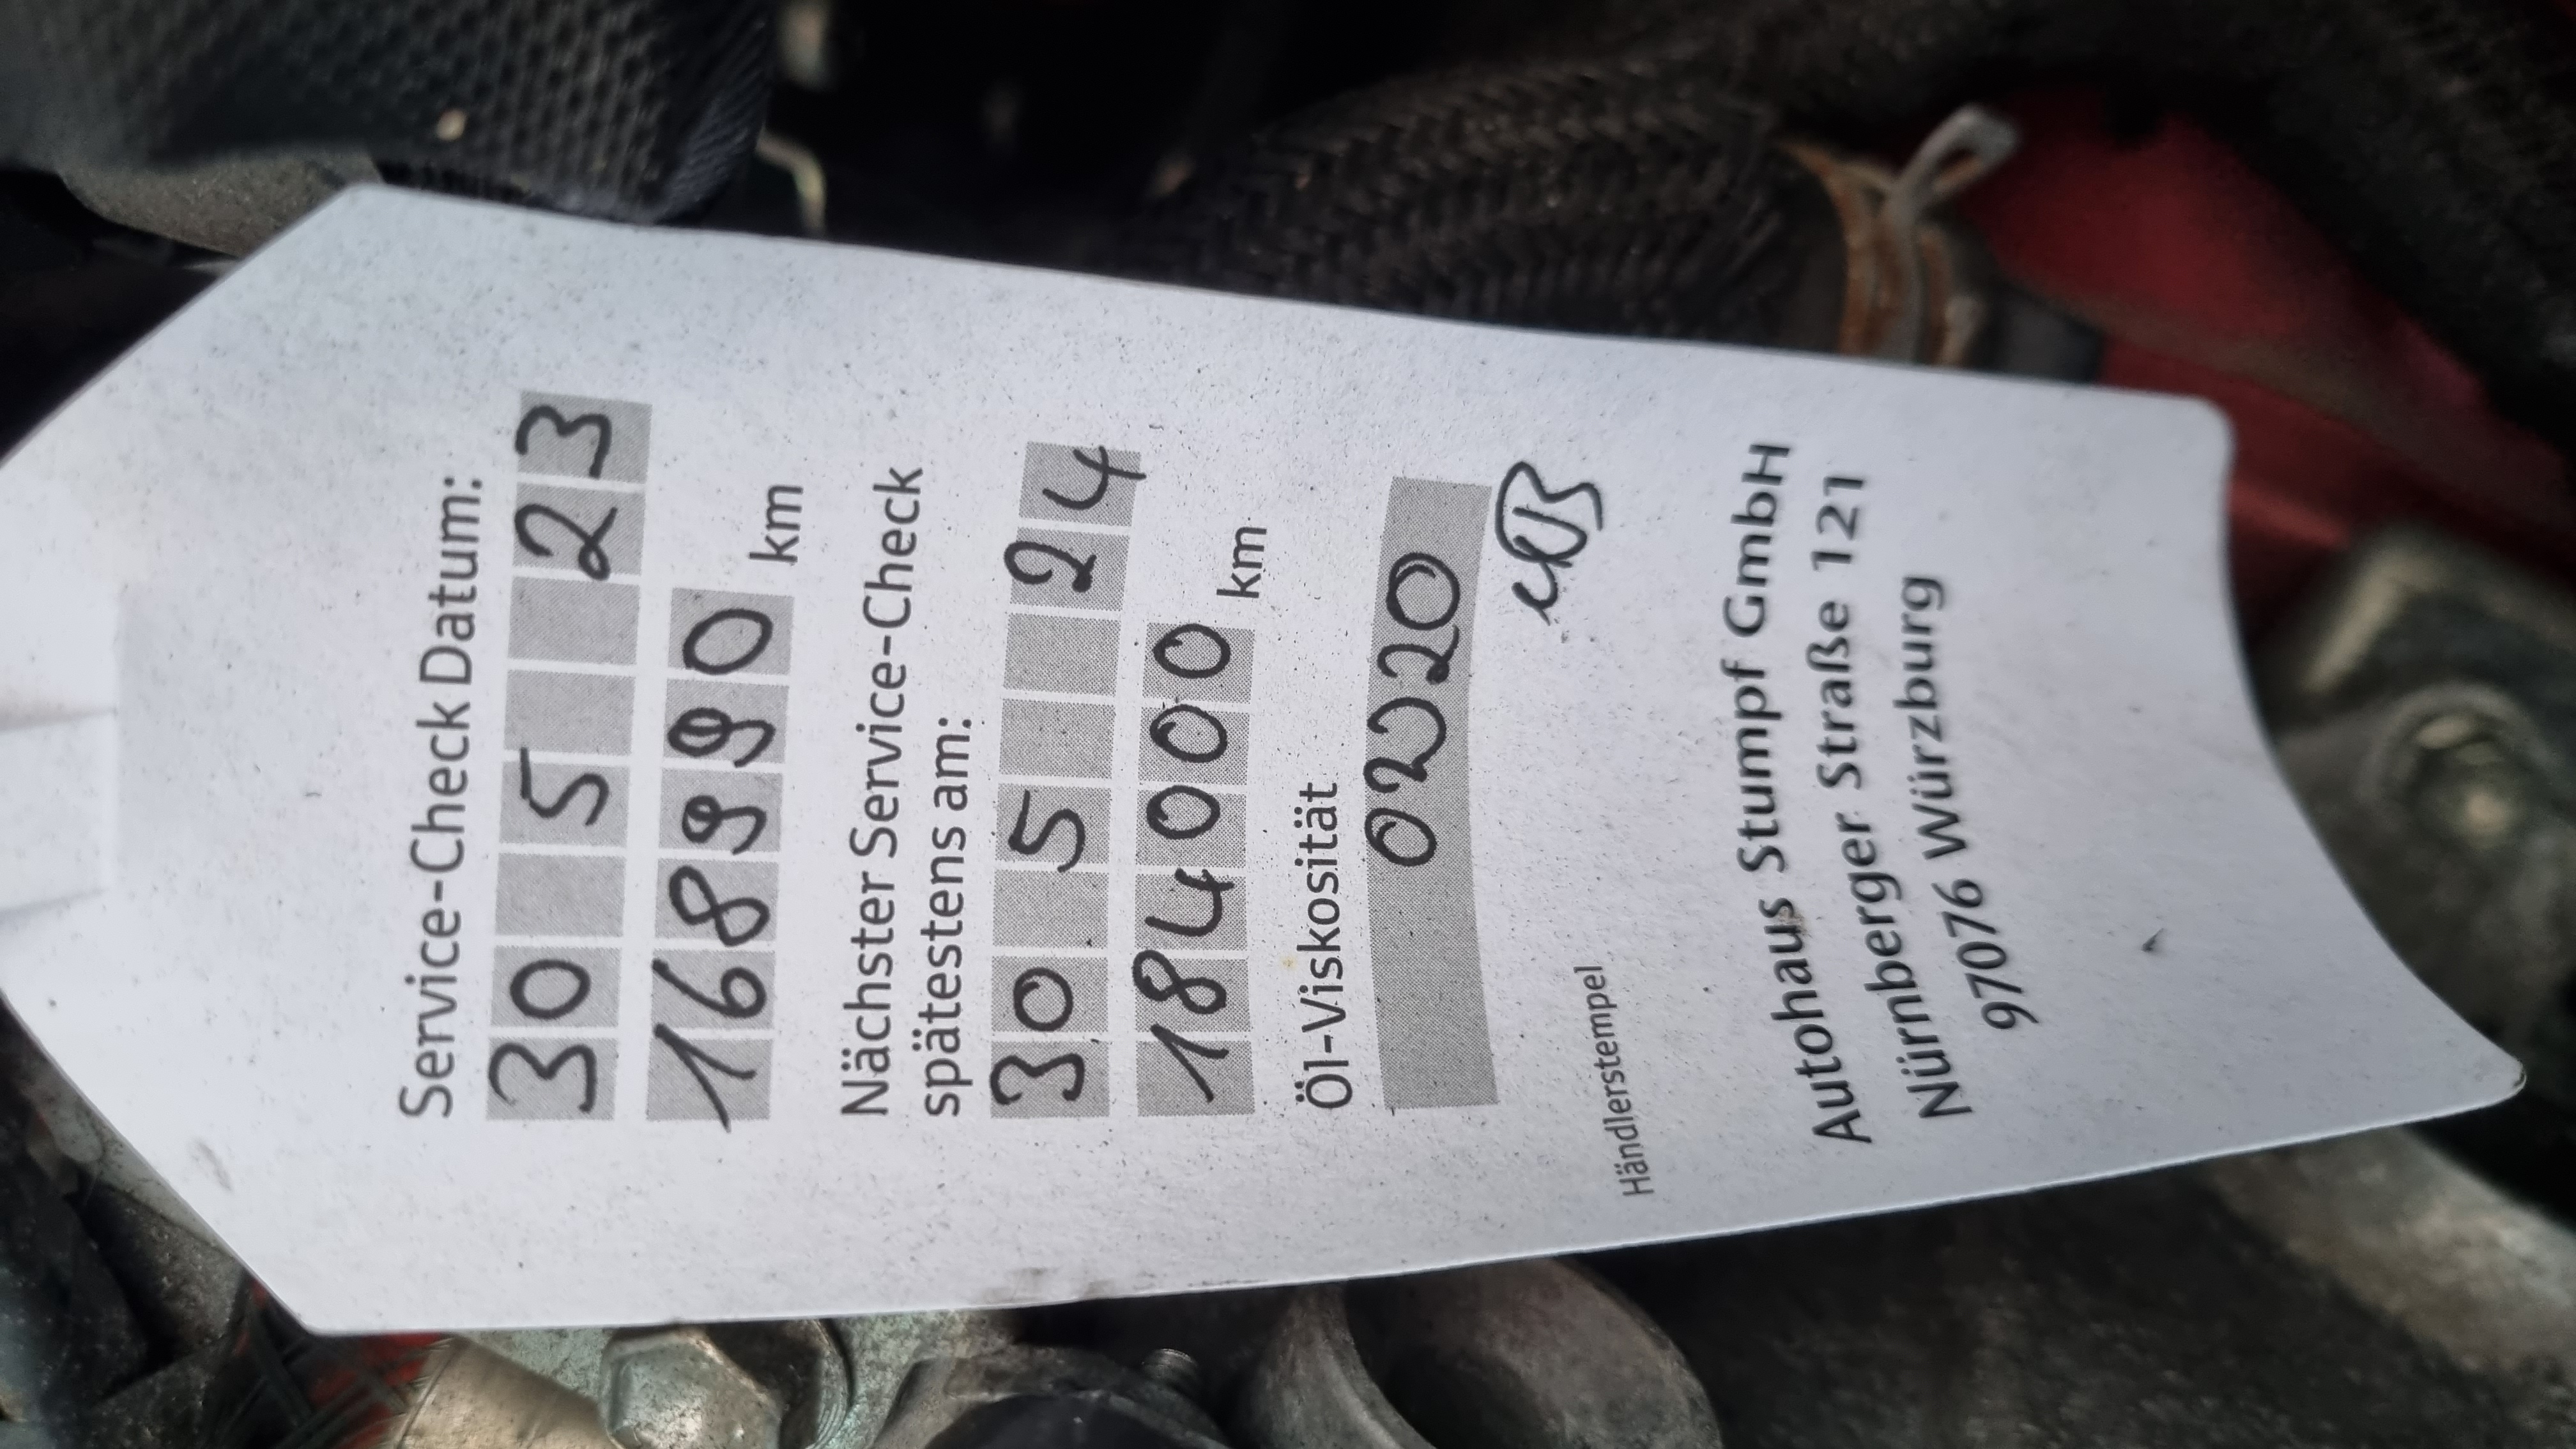 Service-Check Datum:
30 5 23
168990 km
Nächster Service-Check
spätestens am:
30 5 24
184000 km
Öl-Viskosität
0W20
Händlerstempel
Autohaus Stumpf GmbH
Nürnberger Straße 121
97076 Würzburg